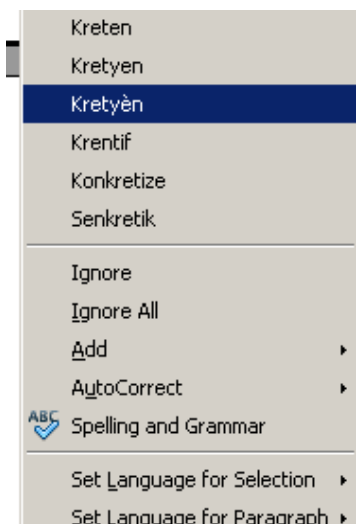 Kreten
Kretyen
Kretyèn
Krentif
Konkretize
Senkretik
Ignore
Ignore All
Add
AutoCorrect
ABC
Spelling and Grammar
Set Language for Selection
Set Language for Paragraph